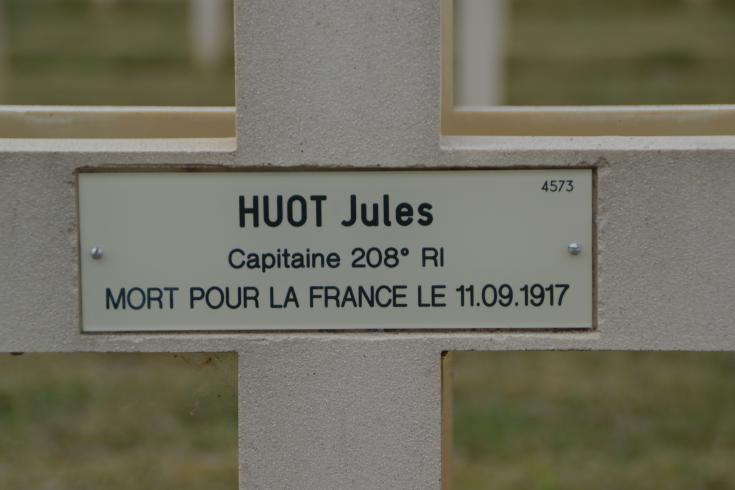 4573
HUOT Jules
Capitaine 208° RI
MORT POUR LA FRANCE LE 11.09.1917